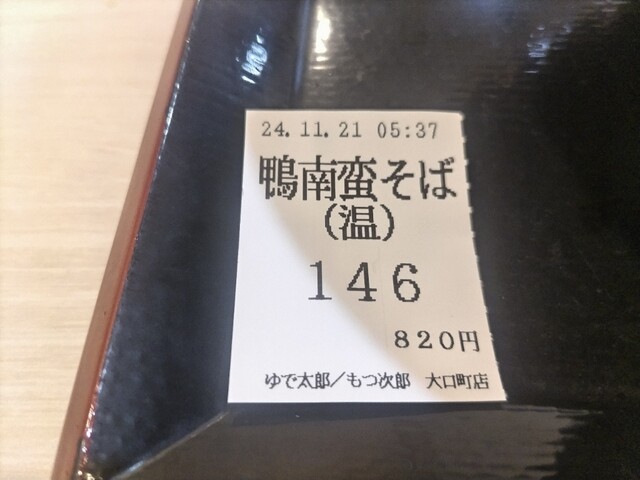 24.11.21 05:37
鴨南蛮そば
(温)
146
820円
ゆで太郎／もつ次郎 大口町店